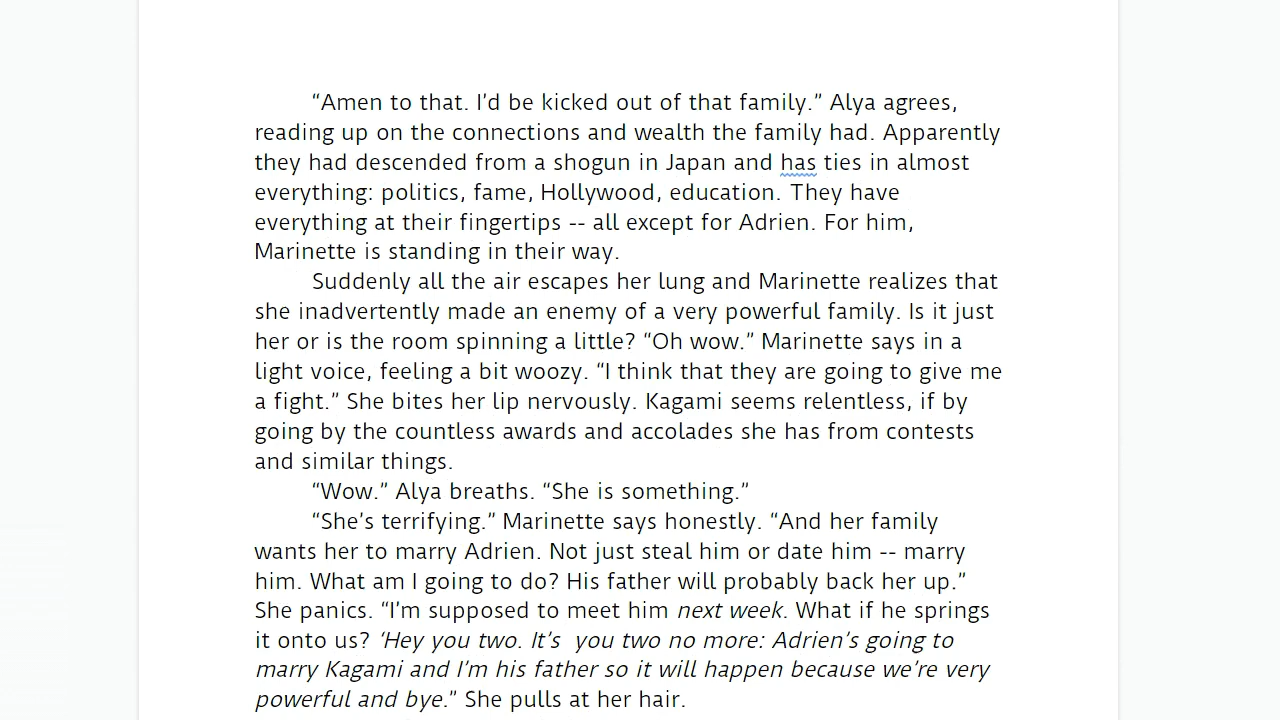 “Amen to that. I’d be kicked out of that family.” Alya agrees,
reading up on the connections and wealth the family had. Apparently
they had descended from a shogun in Japan and has ties in almost
everything: politics, fame, Hollywood, education. They have
everything at their fingertips -- all except for Adrien. For him,
Marinette is standing in their way.
Suddenly all the air escapes her lung and Marinette realizes that
she inadvertently made an enemy of a very powerful family. Is it just
her or is the room spinning a little? “Oh wow.” Marinette says in a
light voice, feeling a bit woozy. “I think that they are going to give me
a fight.” She bites her lip nervously. Kagami seems relentless, if by
going by the countless awards and accolades she has from contests
and similar things.
“Wow.” Alya breaths. “She is something.”
“She’s terrifying.” Marinette says honestly. “And her family
wants her to marry Adrien. Not just steal him or date him -- marry
him. What am I going to do? His father will probably back her up.”
She panics. “I’m supposed to meet him next week. What if he springs
it onto us? ‘Hey you two. It’s  you two no more: Adrien’s going to
marry Kagami and I’m his father so it will happen because we’re very
powerful and bye.” She pulls at her hair.